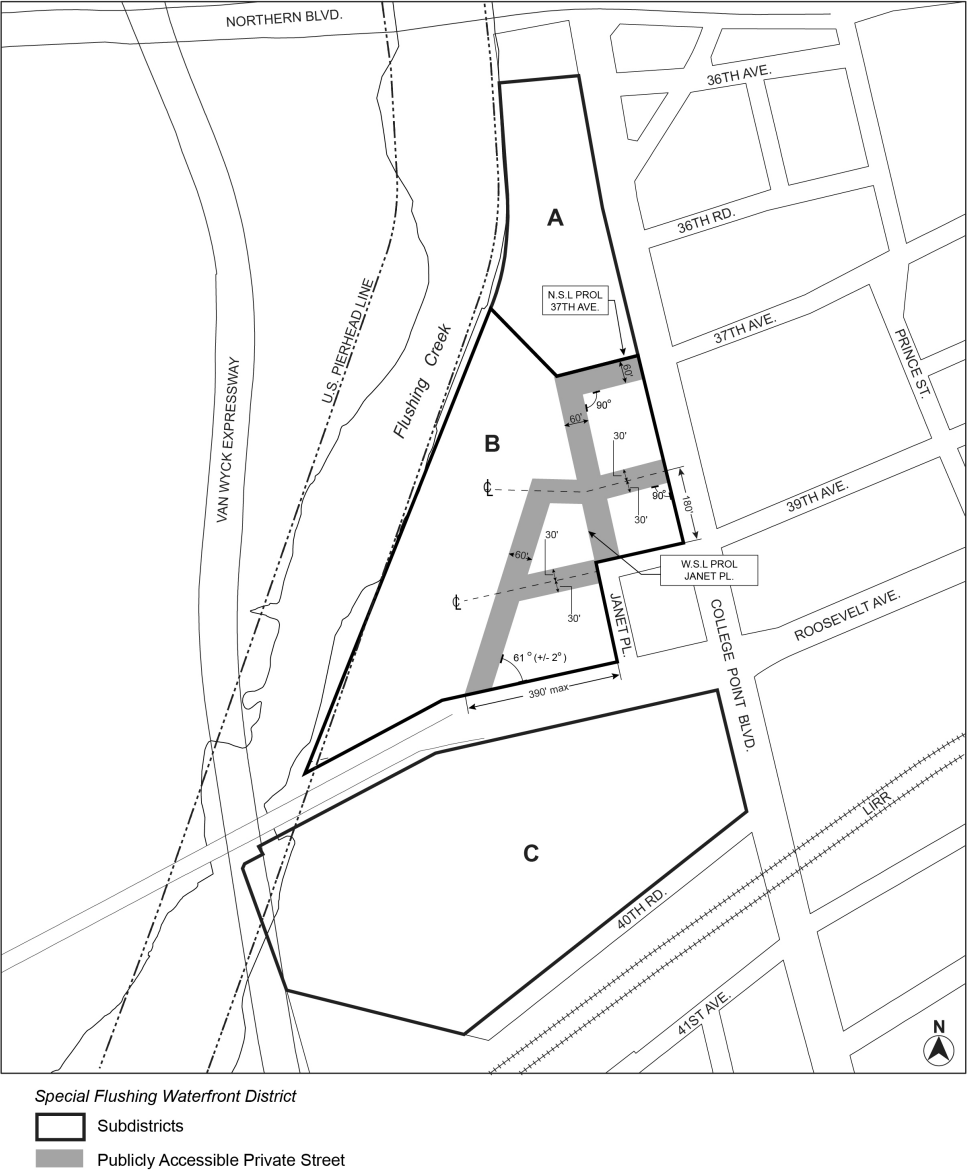 NORTHERN BLVD.
36TH AVE.
A
36TH RD.
N.S.L PROL
37TH AVE.
U.S. PIERHEAD LINE
37TH AVE.
Flushing Creek
PRINCE ST.
60'
VAN WYCK EXPRESSWAY
90°
60'
B
30'
℄
90°
39TH AVE.
180'
30'
30'
60'
W.S.L PROL
JANET PL.
℄
30'
JANET PL.
COLLEGE POINT BLVD.
ROOSEVELT AVE.
61° (+/- 2°)
390' max
LIRR
C
40TH RD.
41ST AVE.
N
Special Flushing Waterfront District
Subdistricts
Publicly Accessible Private Street